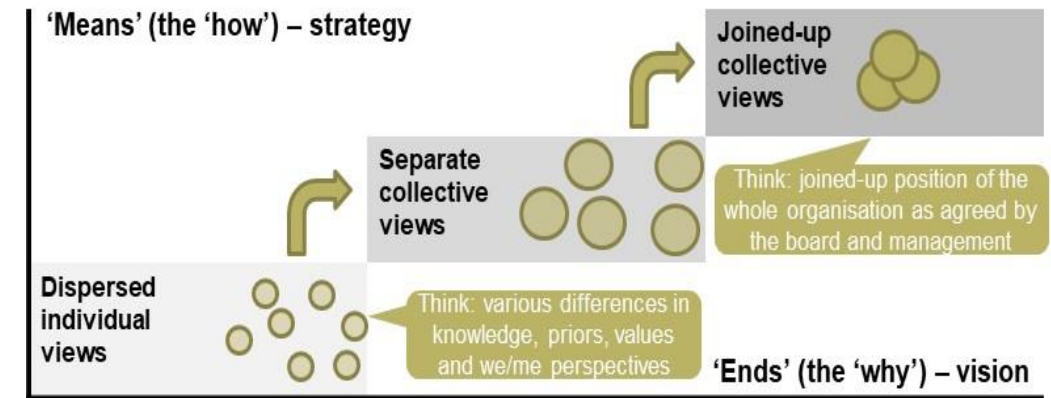 ‘Means’ (the ‘how’) – strategy
Joined-up
collective
views
Separate
collective
views
Think: joined-up position of the
whole organisation as agreed by
the board and management
Dispersed
individual
views
Think: various differences in
knowledge, priors, values
and we/me perspectives
‘Ends’ (the ‘why’) – vision